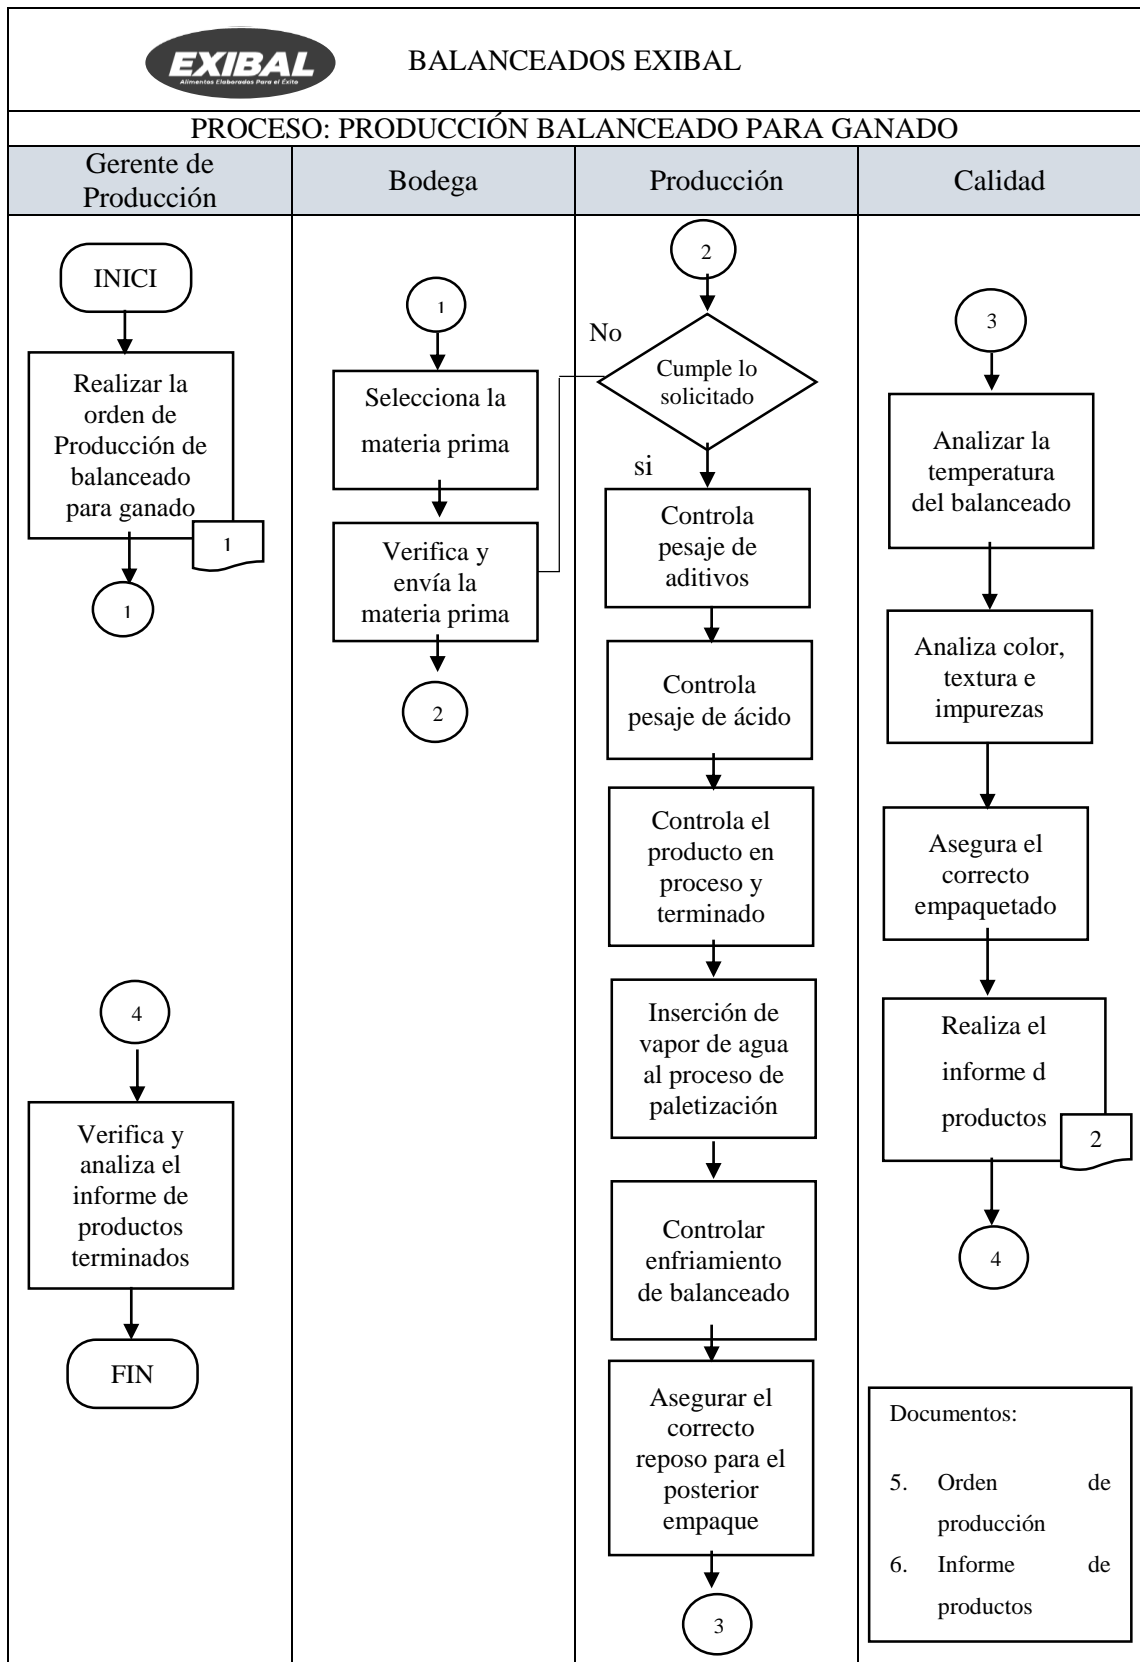 EXIBAL
Alimentos Elaborados Para el Éxito
BALANCEADOS EXIBAL
PROCESO: PRODUCCIÓN BALANCEADO PARA GANADO
Gerente de
Producción
Bodega
Producción
Calidad
INICI
Realizar la
orden de
Producción de
balanceado
para ganado
1
1
4
Verifica y
analiza el
informe de
productos
terminados
FIN
1
Selecciona la
materia prima
Verifica y
envía la
materia prima
2
2
No
Cumple lo
solicitado
si
Controla
pesaje de
aditivos
Controla
pesaje de ácido
Controla el
producto en
proceso y
terminado
Inserción de
vapor de agua
al proceso de
paletización
Controlar
enfriamiento
de balanceado
Asegurar el
correcto
reposo para el
posterior
empaque
3
3
Analizar la
temperatura
del balanceado
Analiza color,
textura e
impurezas
Asegura el
correcto
empaquetado
Realiza el
informe d
productos
2
4
Documentos:
5. Orden de
producción
6. Informe de
productos